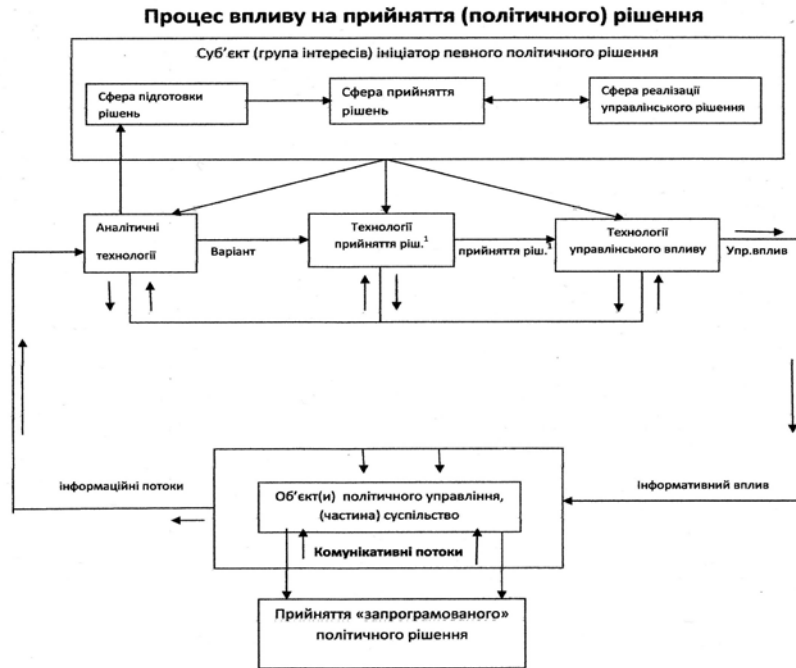 Процес впливу на прийняття (політичного) рішення
Суб’єкт (група інтересів) ініціатор певного політичного рішення
Сфера підготовки
рішень
Сфера прийняття
рішень
Сфера реалізації
управлінського рішення
Аналітичні
технології
Варіант
Технології
прийняття ріш.¹
прийняття ріш.¹
Технології
управлінського впливу
Упр.вплив
інформаційні потоки
Об’єкт(и) політичного управління,
(частина) суспільство
Комунікативні потоки
Інформативний вплив
Прийняття «запрограмованого»
політичного рішення